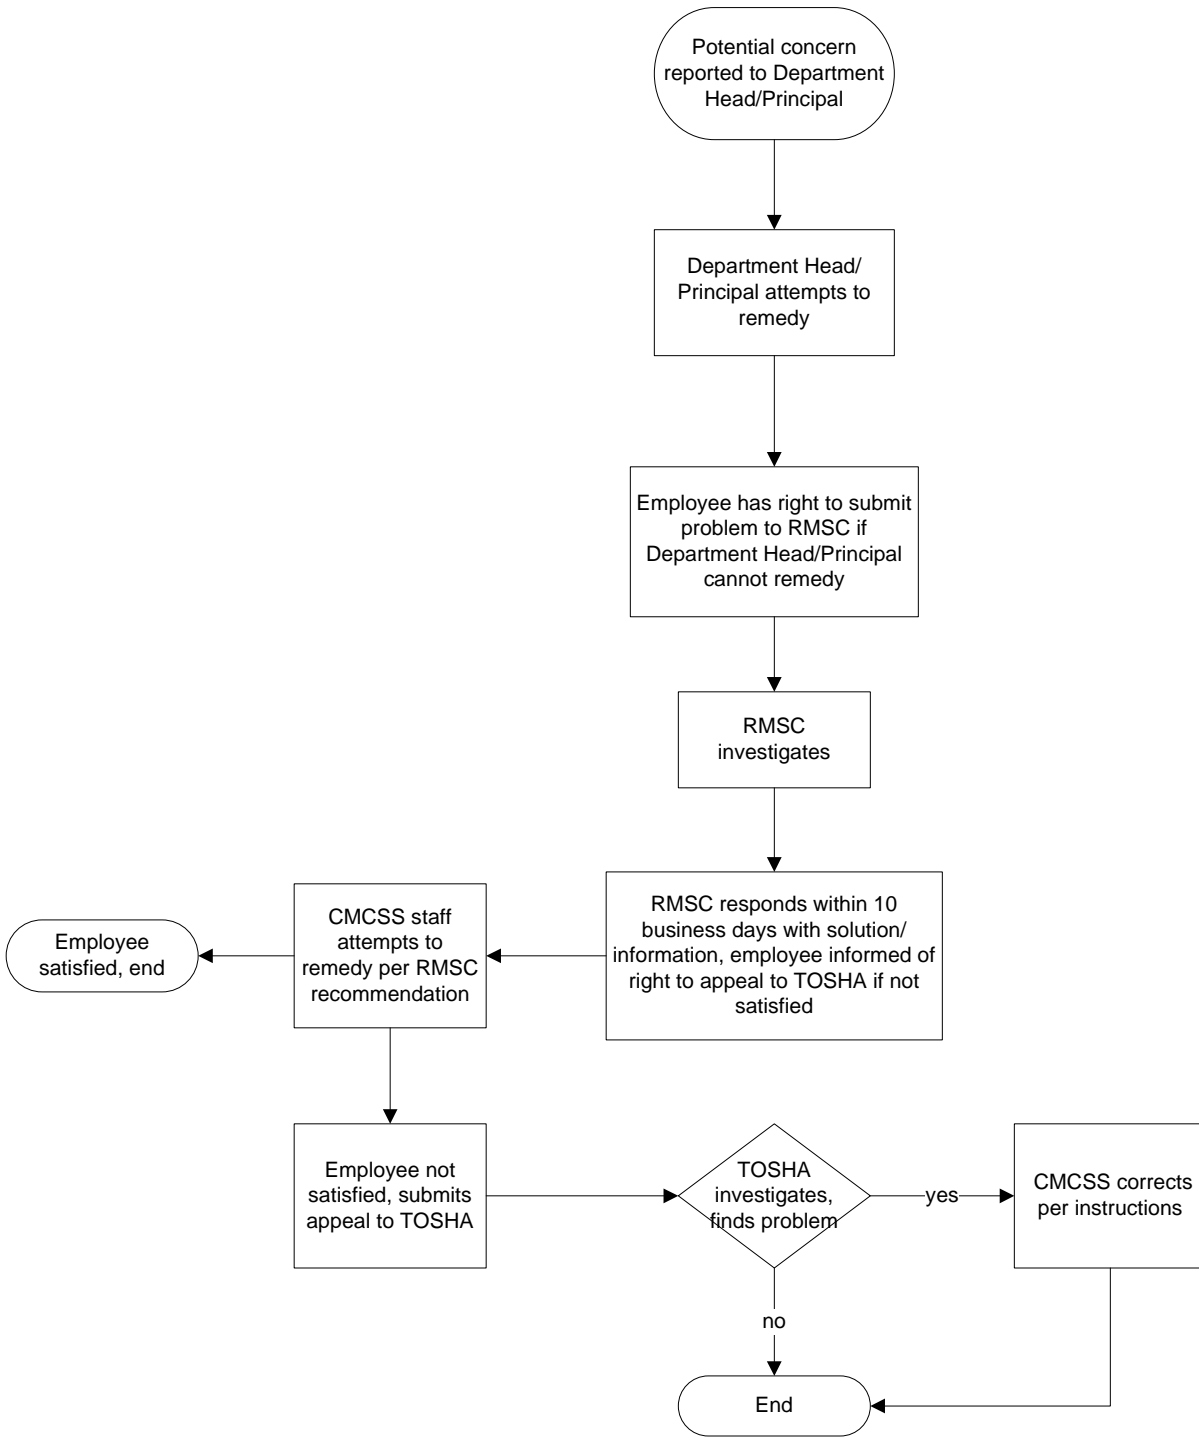 Potential concern
reported to Department
Head/Principal
Department Head/
Principal attempts to
remedy
Employee has right to submit
problem to RMSC if
Department Head/Principal
cannot remedy
RMSC
investigates
RMSC responds within 10
business days with solution/
information, employee informed of
right to appeal to TOSHA if not
satisfied
CMCSS staff
attempts to
remedy per RMSC
recommendation
Employee
satisfied, end
Employee not
satisfied, submits
appeal to TOSHA
TOSHA
investigates,
finds problem
yes
CMCSS corrects
per instructions
no
End